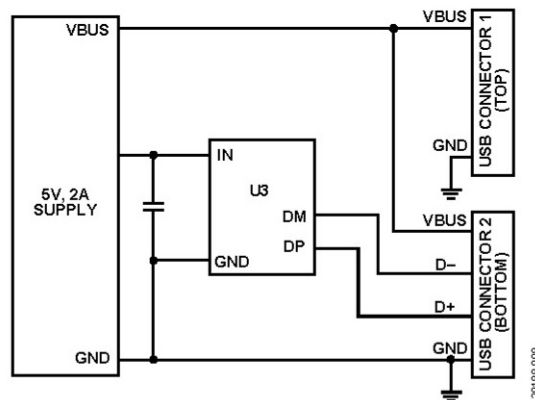 VBUS
5V, 2A
SUPPLY
GND
IN
U3
DM
DP
GND
VBUS
GND
USB CONNECTOR 1
(TOP)
VBUS
D–
D+
GND
USB CONNECTOR 2
(BOTTOM)